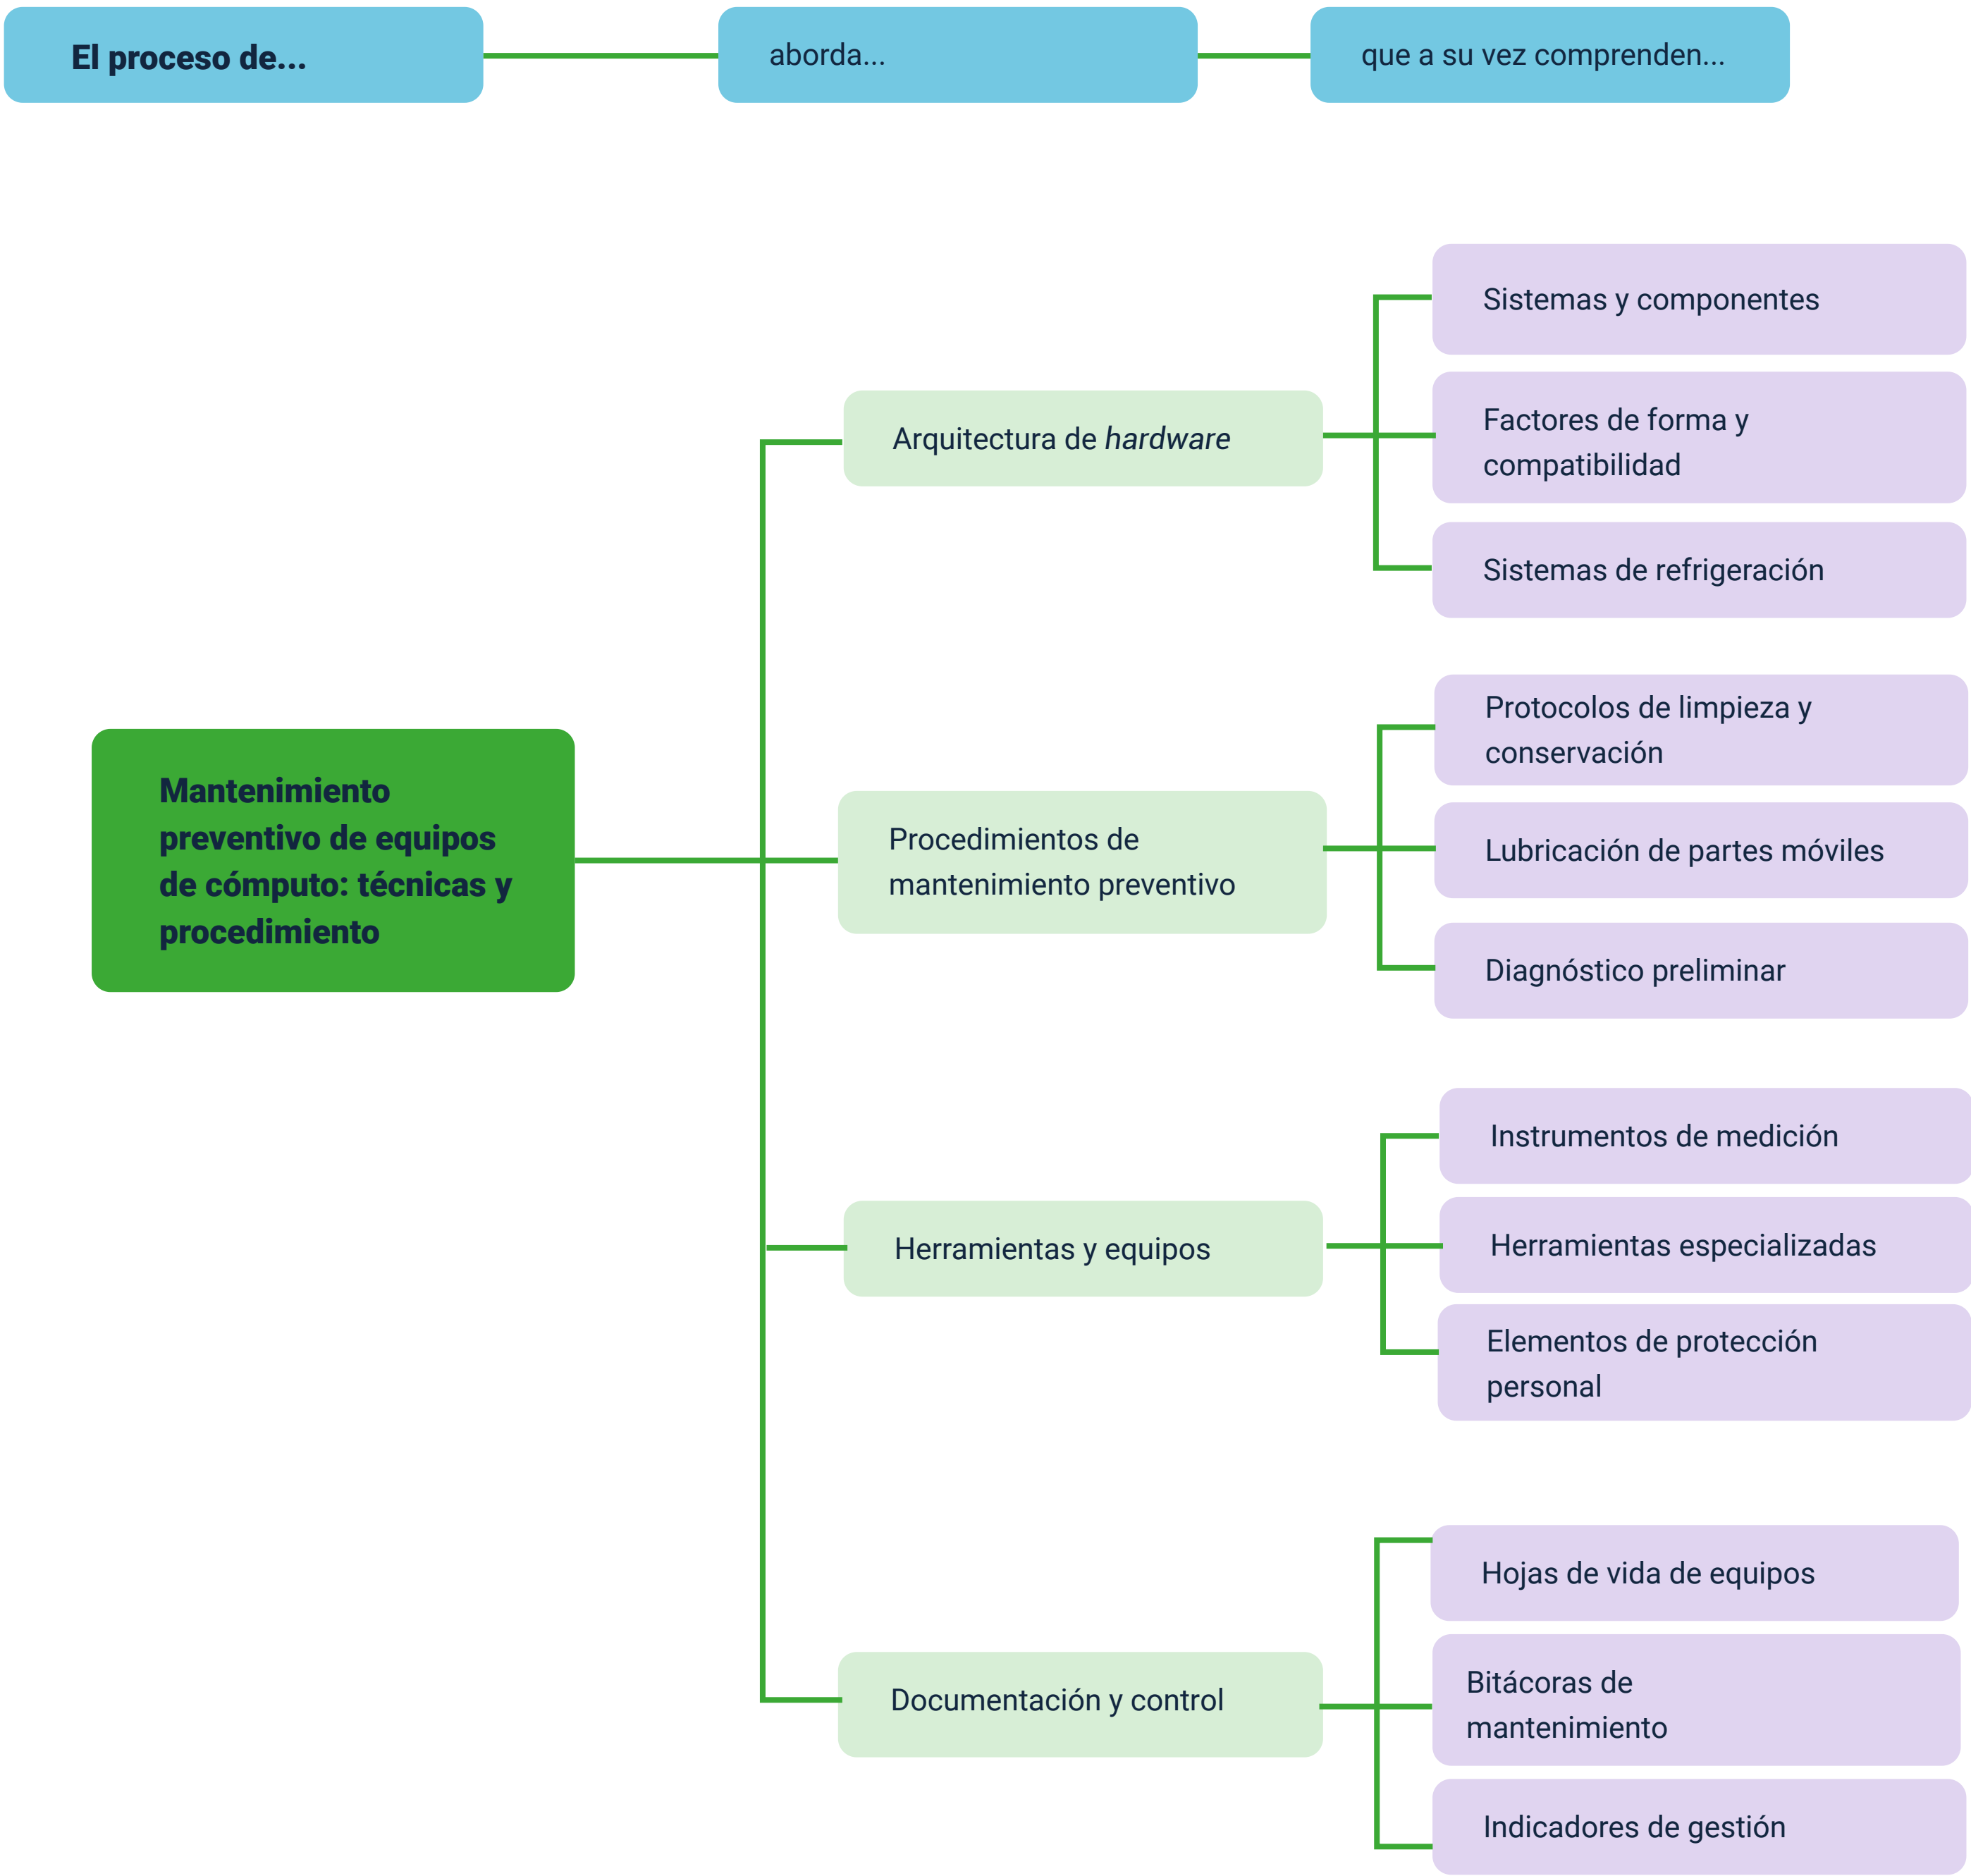 El proceso de...
aborda...
que a su vez comprenden...
Mantenimiento
preventivo de equipos
de cómputo: técnicas y
procedimiento
Arquitectura de hardware
Sistemas y componentes
Factores de forma y
compatibilidad
Sistemas de refrigeración
Procedimientos de
mantenimiento preventivo
Protocolos de limpieza y
conservación
Lubricación de partes móviles
Diagnóstico preliminar
Herramientas y equipos
Instrumentos de medición
Herramientas especializadas
Elementos de protección
personal
Documentación y control
Hojas de vida de equipos
Bitácoras de
mantenimiento
Indicadores de gestión